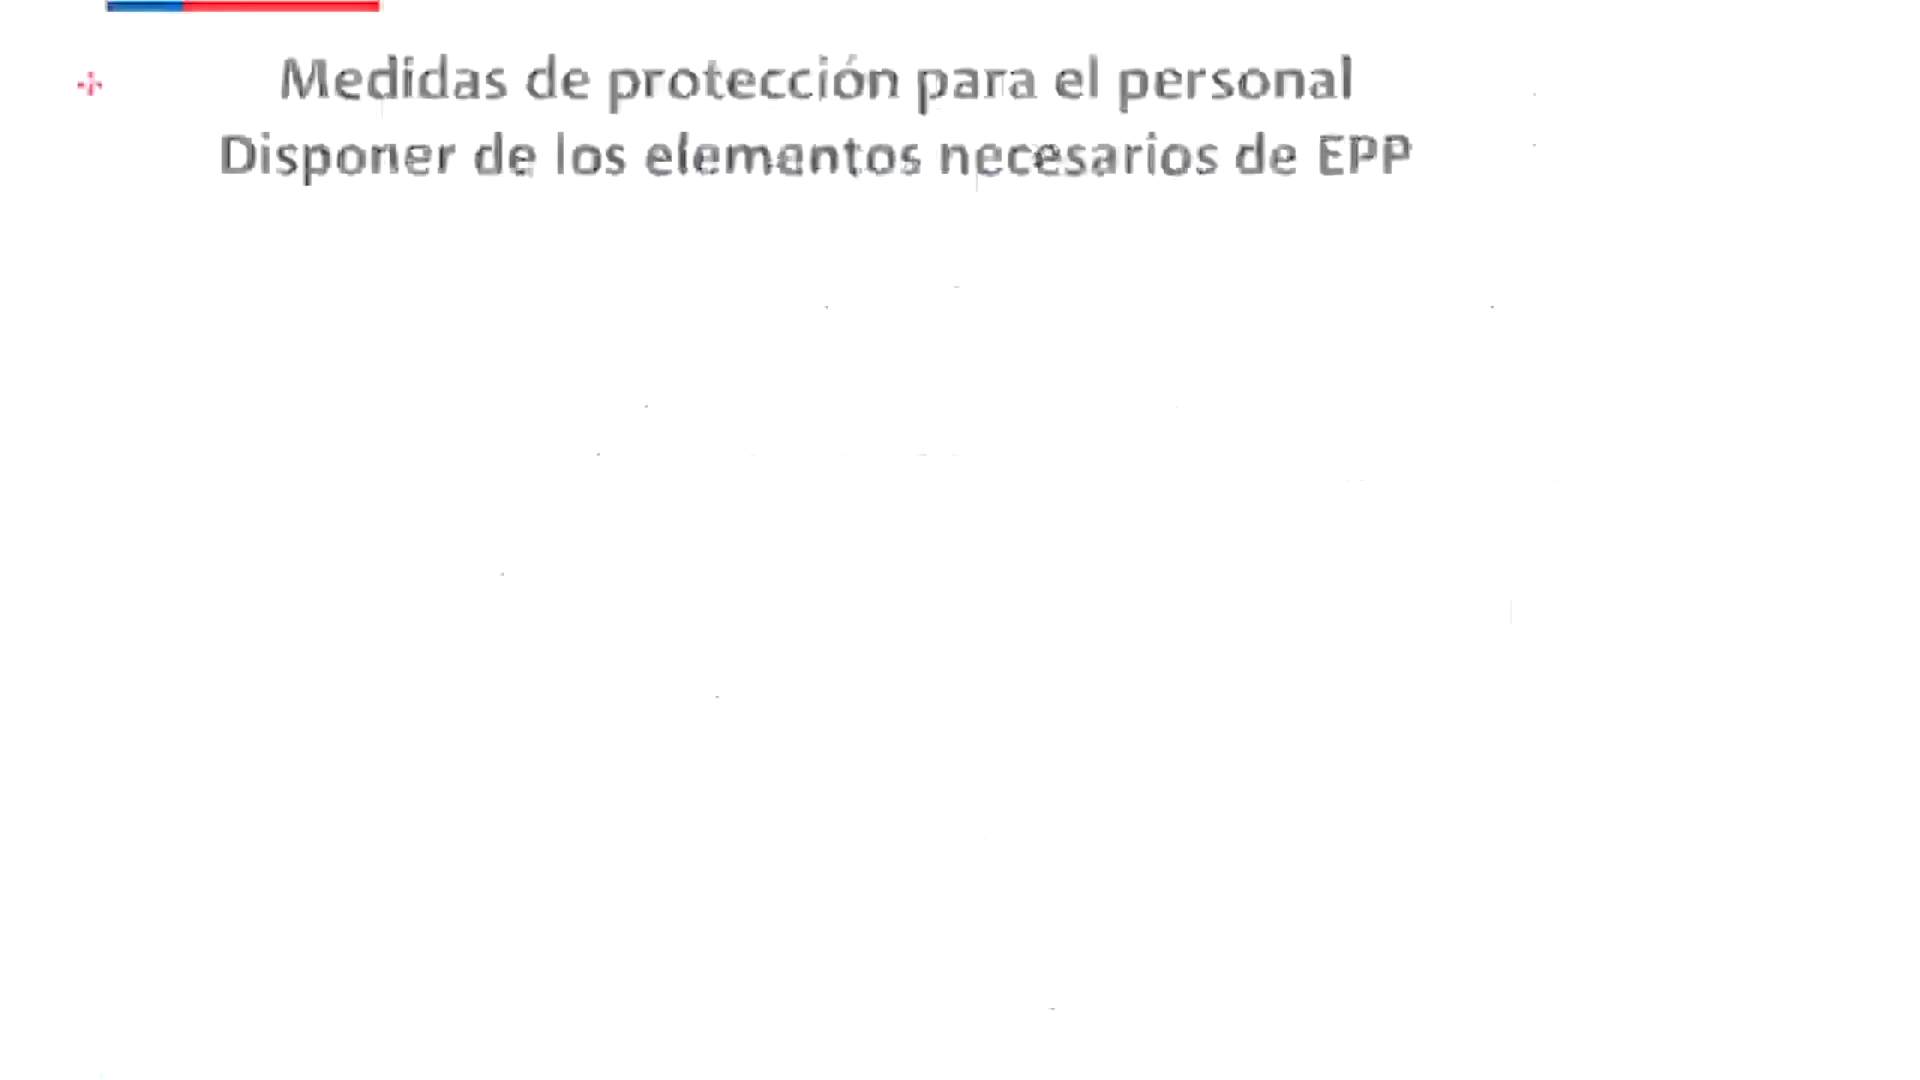 Medidas de protección para el personal
Disponer de los elementos necesarios de EPP